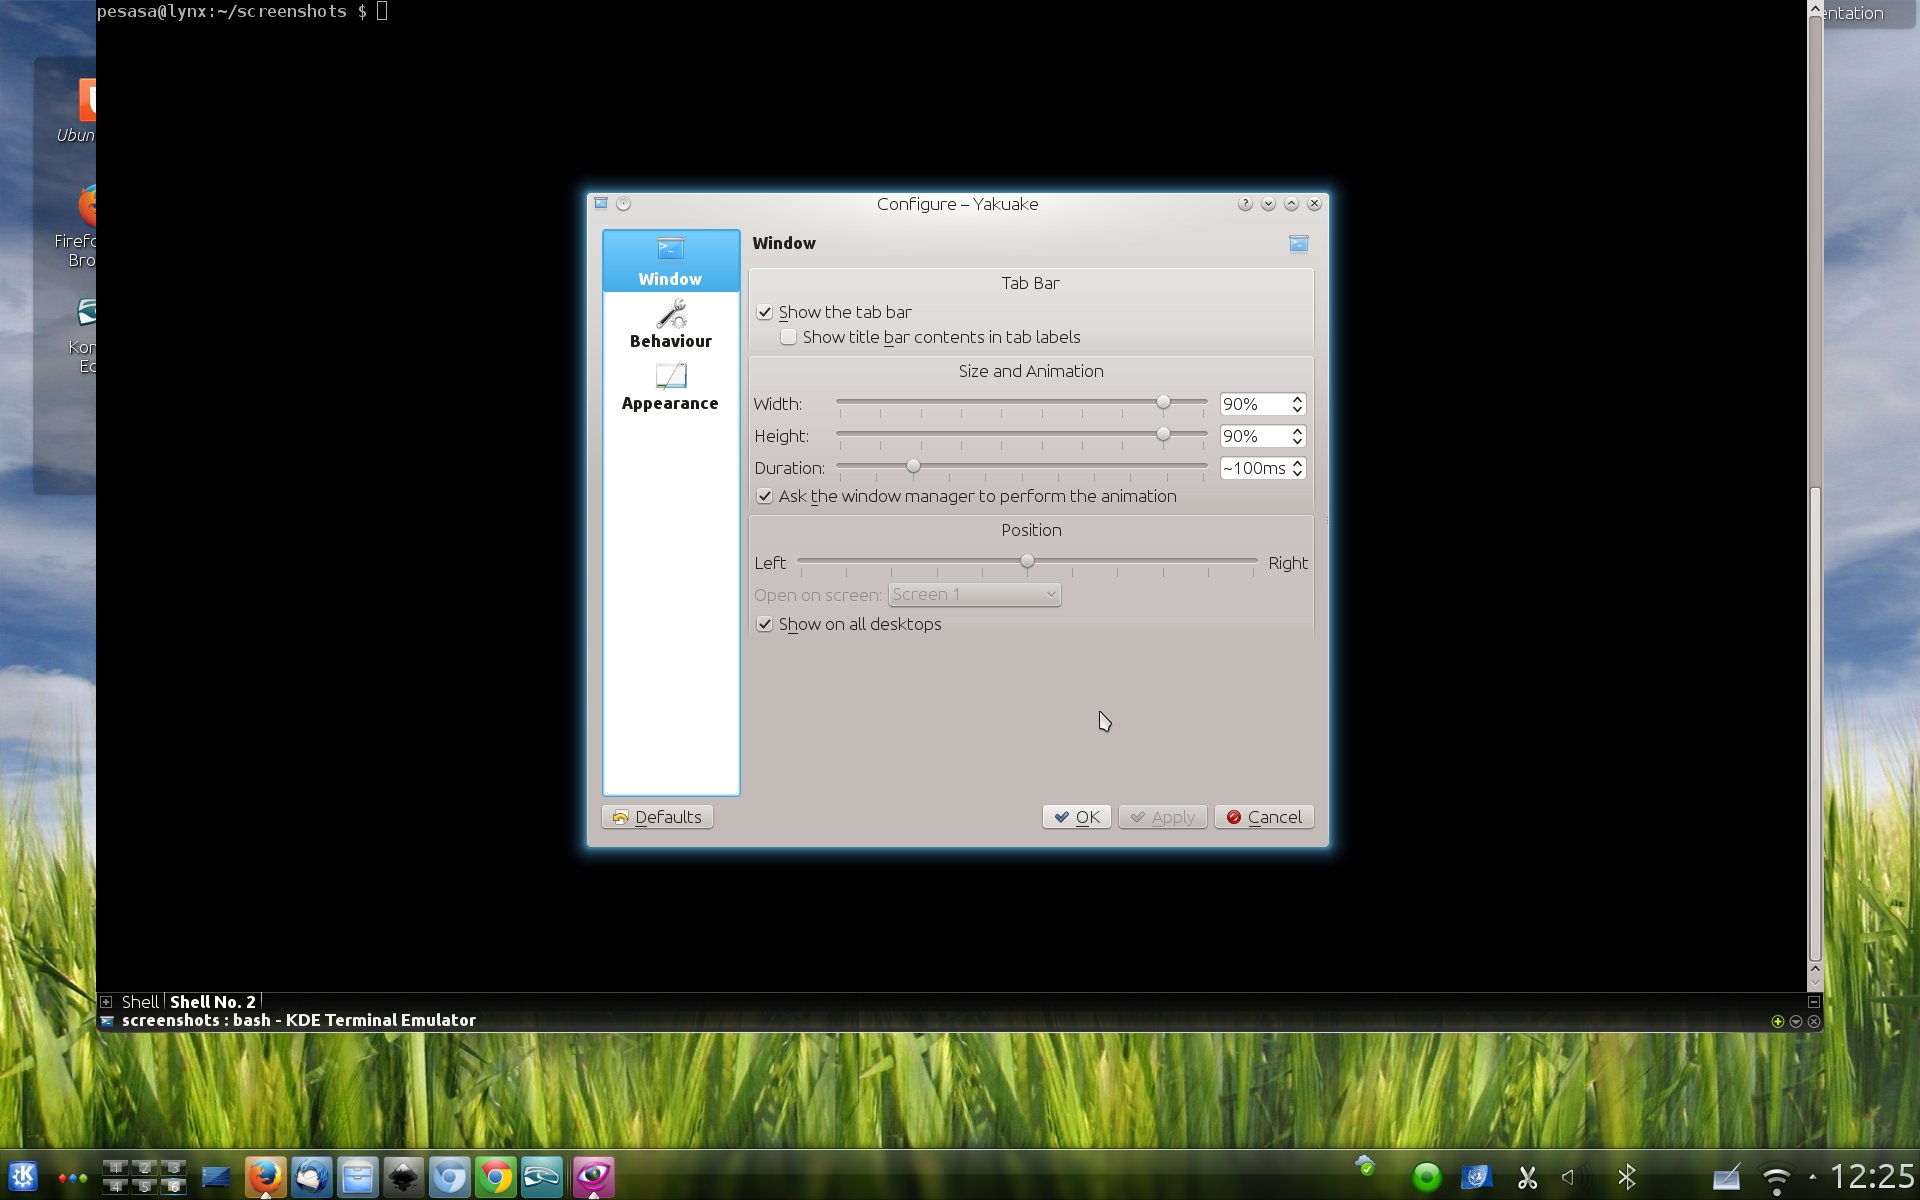 pesasa@lynx:~/screenshots $
entation
Ubun
Firefo
Bro
Kor
Ec
Configure – Yakuake
Window
Behaviour
Appearance
Window
Tab Bar
Show the tab bar
Show title bar contents in tab labels
Size and Animation
Width: 90%
Height: 90%
Duration: ~100ms
Ask the window manager to perform the animation
Position
Left Right
Open on screen: Screen 1
Show on all desktops
Defaults OK Apply Cancel
Shell Shell No. 2
screenshots : bash - KDE Terminal Emulator
1 2 3
4 5 6
12:25